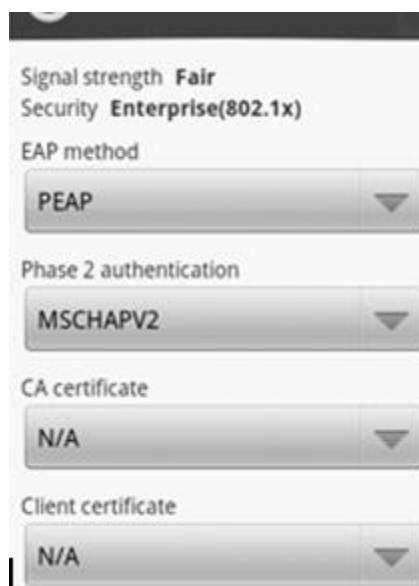 Signal strength Fair
Security Enterprise(802.1x)
EAP method
PEAP
Phase 2 authentication
MSCHAPV2
CA certificate
N/A
Client certificate
N/A